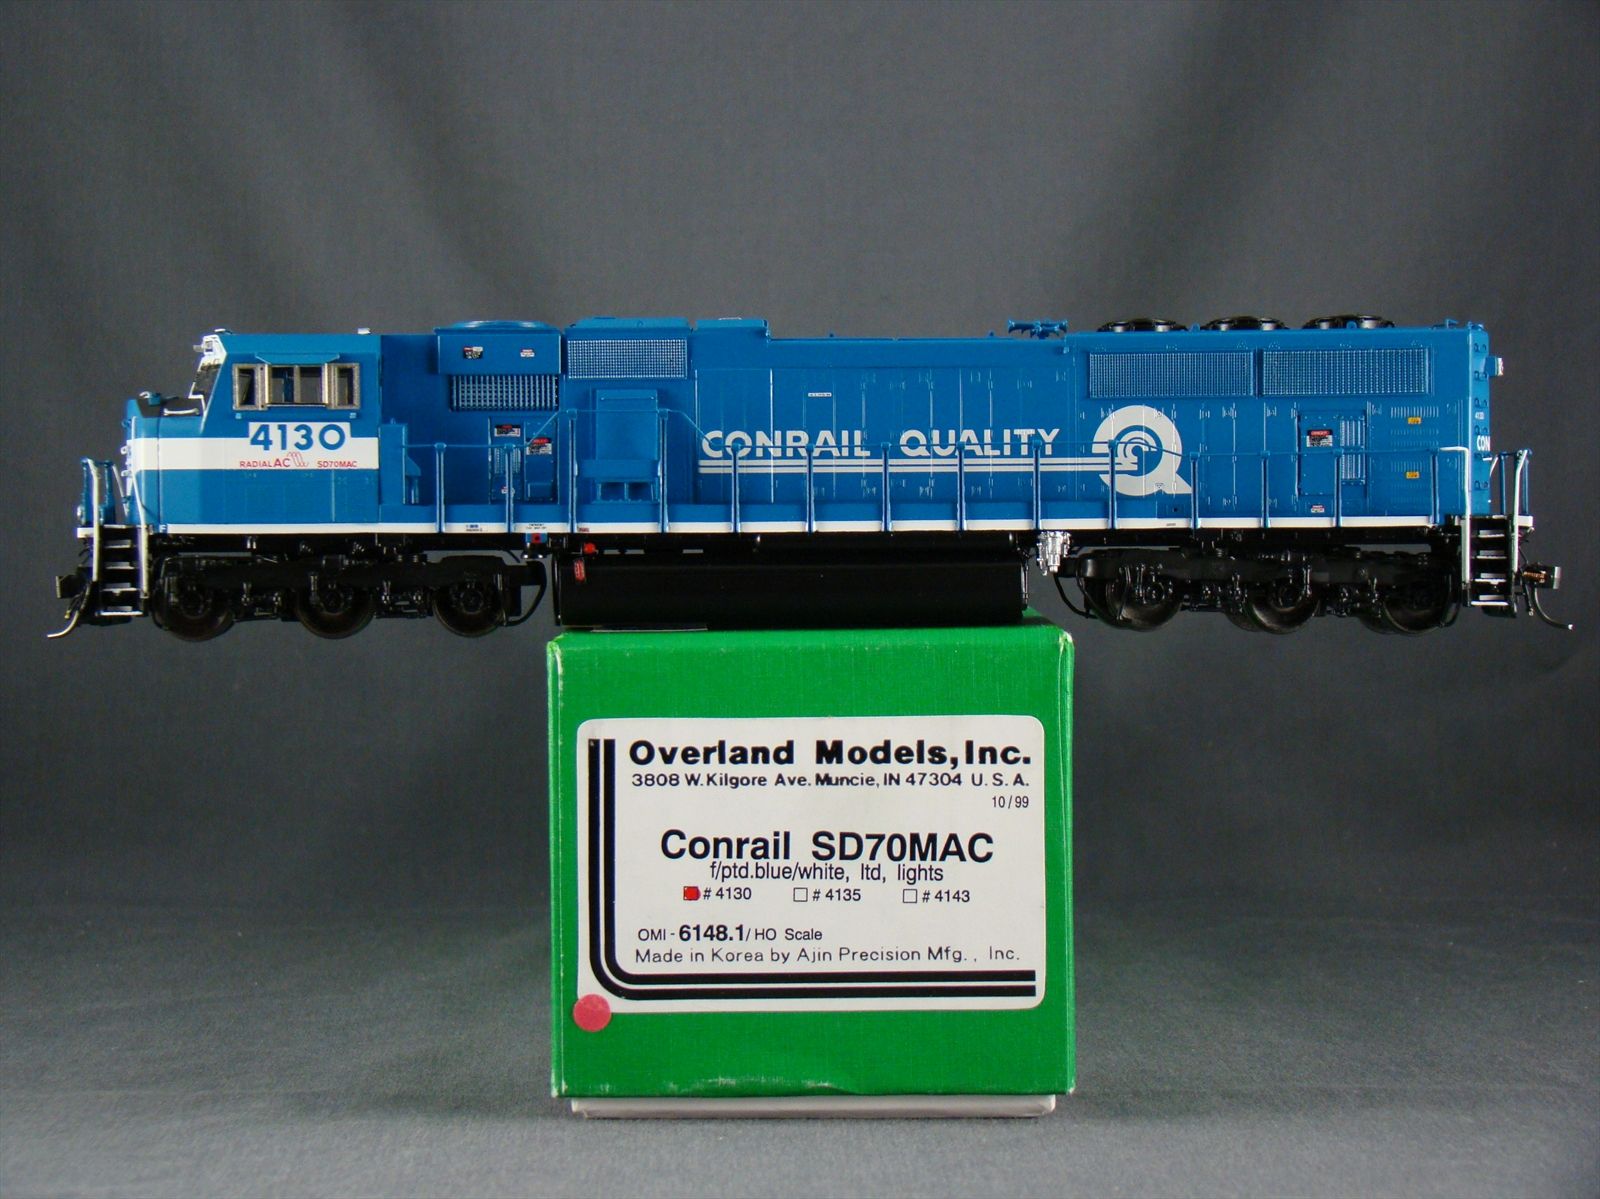 4130
RADIAL AC SD70MAC
CONRAIL QUALITY
4130
CON
Overland Models, Inc.
3808 W. Kilgore Ave. Muncie, IN 47304 U.S.A.
10/99
Conrail SD70MAC
f/ptd.blue/white, ltd, lights
# 4130 # 4135 # 4143
OMI - 6148.1/ HO Scale
Made in Korea by Ajin Precision Mfg., Inc.